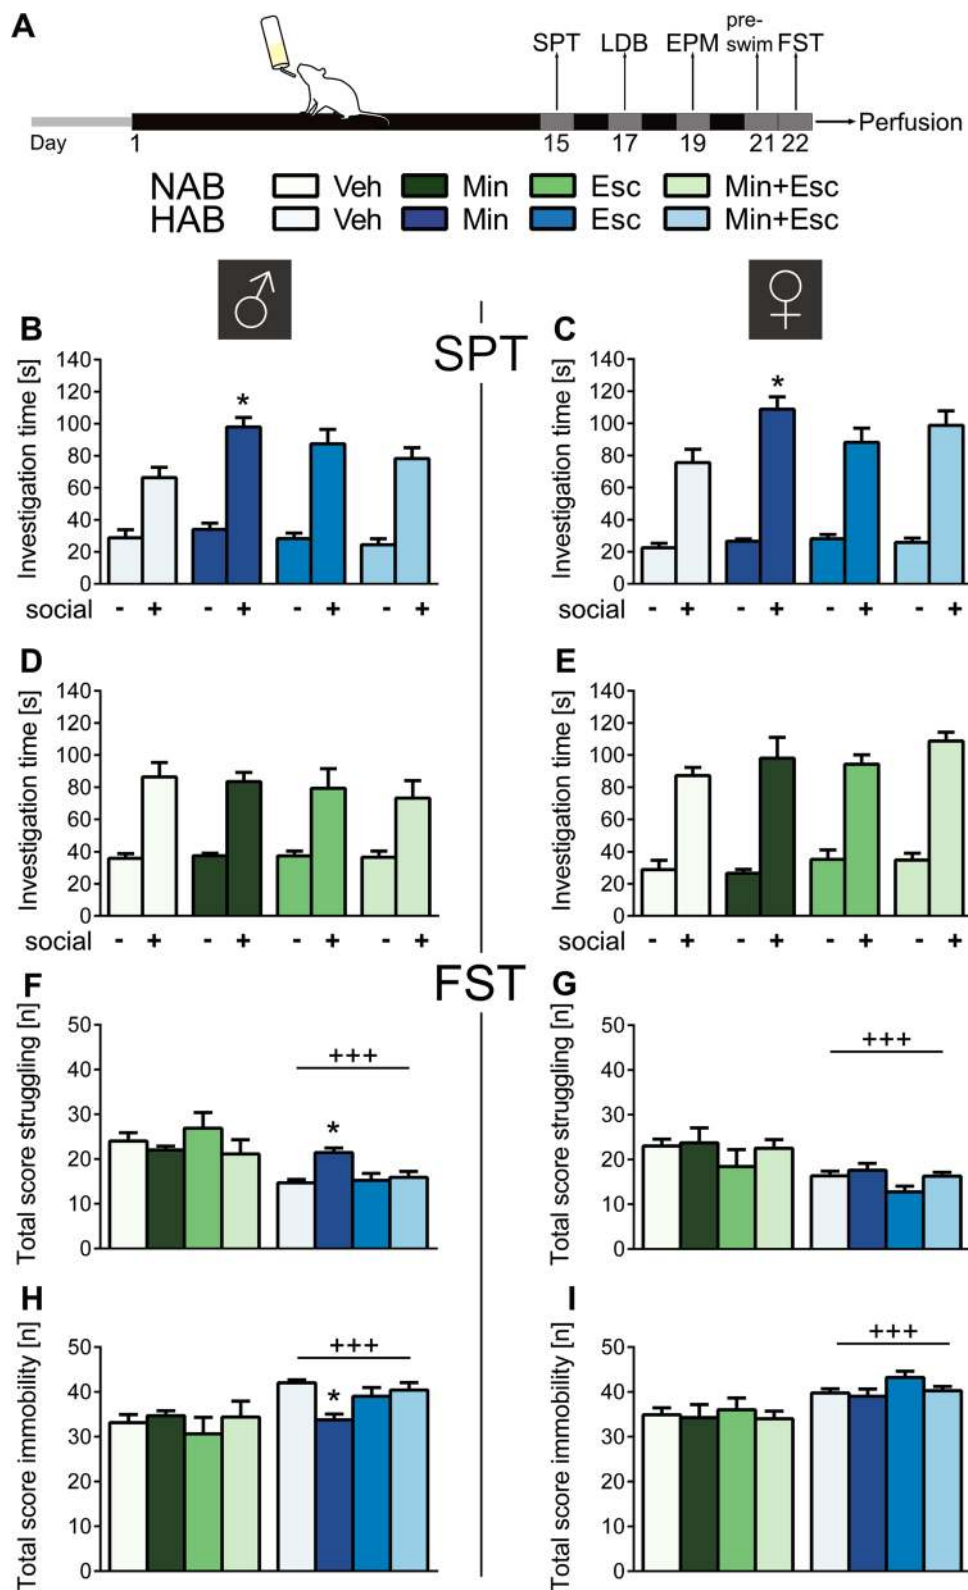 A
SPT LDB EPM pre-swim FST
Day 1 15 17 19 21 22 Perfusion
NAB Veh Min Esc Min+Esc
HAB Veh Min Esc Min+Esc
♂ ♀
SPT
B
Investigation time [s]
140
120
100
80
60
40
20
0
*
social - + - + - + - +
C
Investigation time [s]
140
120
100
80
60
40
20
0
*
social - + - + - + - +
D
Investigation time [s]
140
120
100
80
60
40
20
0
social - + - + - + - +
E
Investigation time [s]
140
120
100
80
60
40
20
0
social - + - + - + - +
FST
F
Total score struggling [n]
50
40
30
20
10
0
+++
*
G
Total score struggling [n]
50
40
30
20
10
0
+++
H
Total score immobility [n]
50
40
30
20
10
0
+++
*
I
Total score immobility [n]
50
40
30
20
10
0
+++